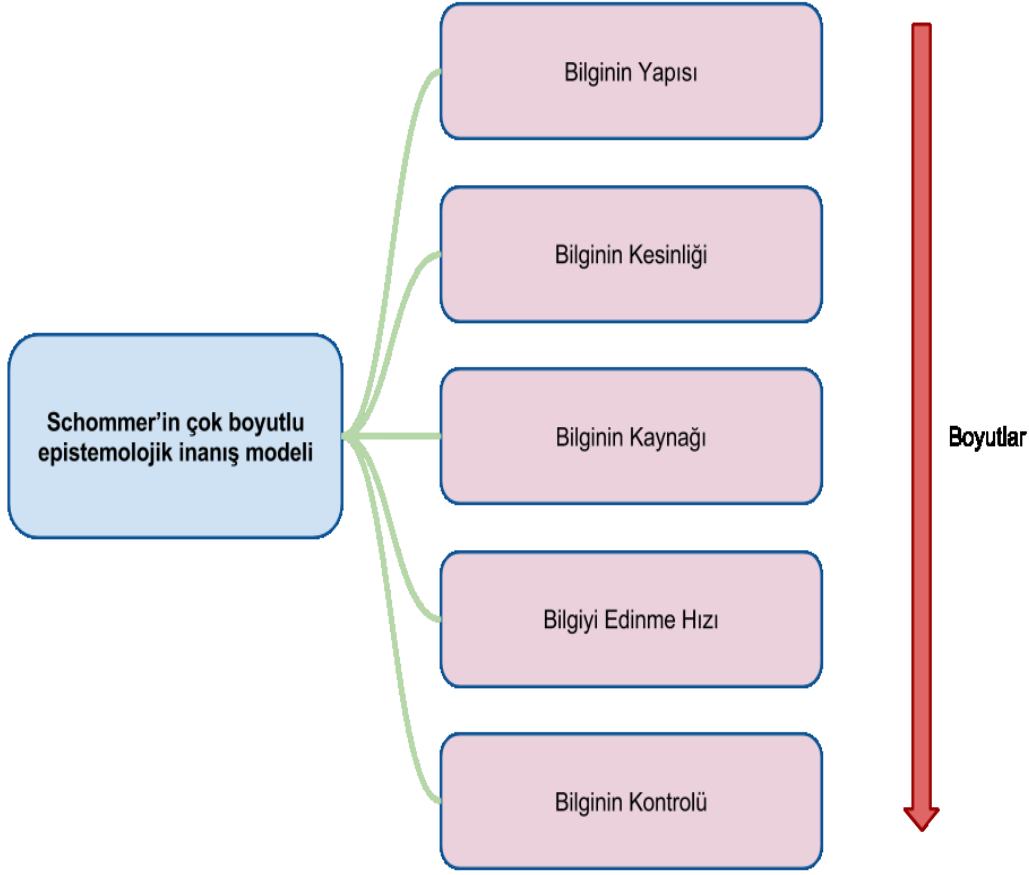 Bilginin Yapısı
Bilginin Kesinliği
Schommer’in çok boyutlu
epistemolojik inanış modeli
Bilginin Kaynağı
Boyutlar
Bilgiyi Edinme Hızı
Bilginin Kontrolü